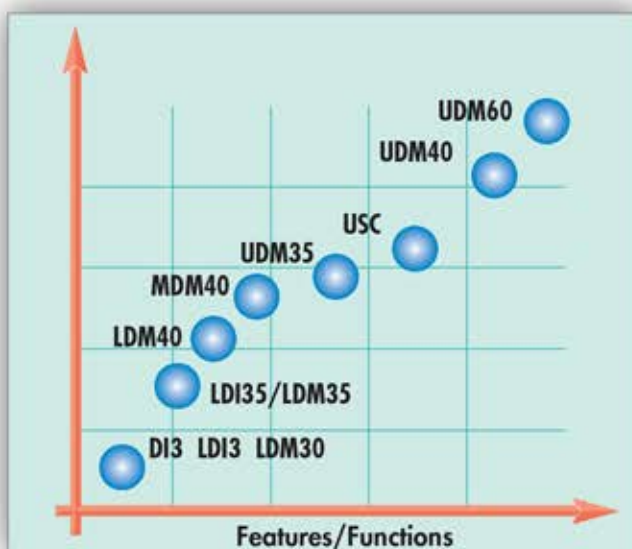 UDM60
UDM40
USC
UDM35
MDM40
LDM40
LDI35/LDM35
DI3 LDI3 LDM30
Features/Functions